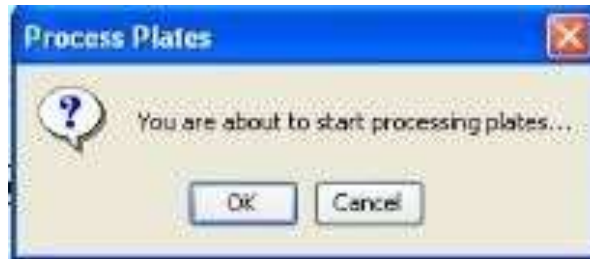 Process Plates
You are about to start processing plates...
OK
Cancel